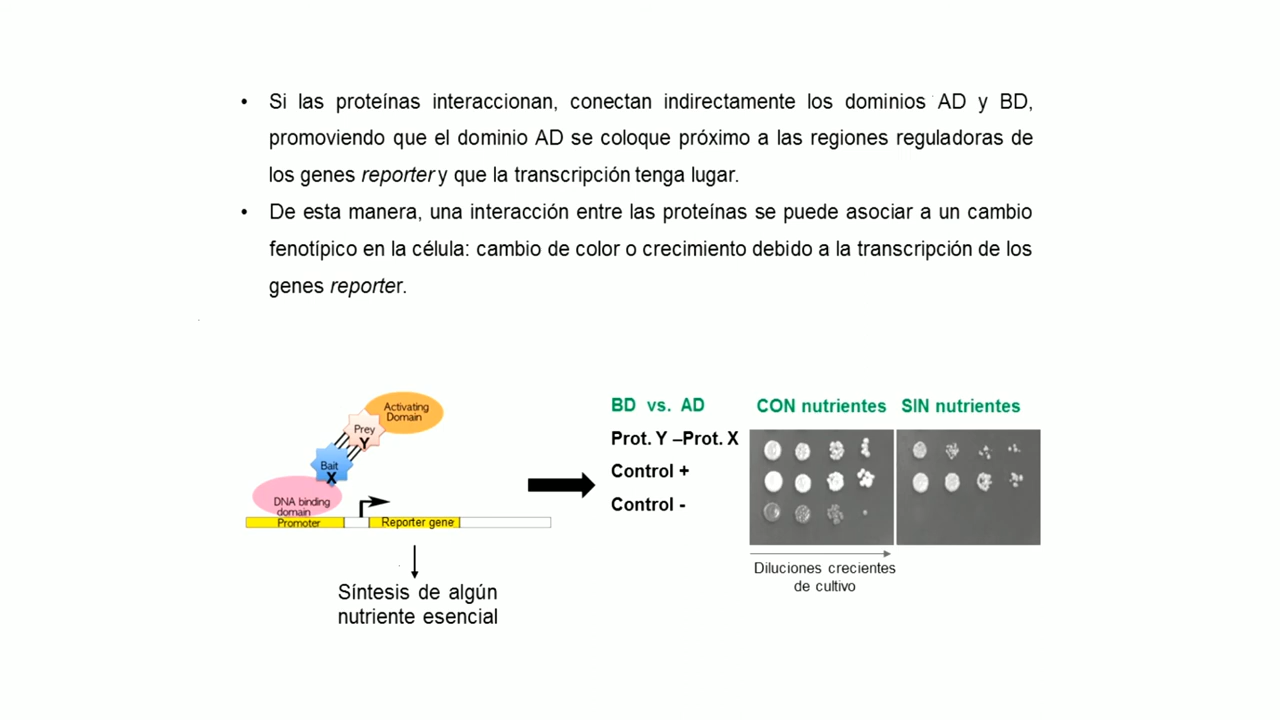 • Si las proteínas interaccionan, conectan indirectamente los dominios AD y BD,
promoviendo que el dominio AD se coloque próximo a las regiones reguladoras de
los genes reporter y que la transcripción tenga lugar.
• De esta manera, una interacción entre las proteínas se puede asociar a un cambio
fenotípico en la célula: cambio de color o crecimiento debido a la transcripción de los
genes reporter.
Activating
Domain
Prey
Y
Bait
X
DNA binding
domain
Promoter
Reporter gene
Síntesis de algún
nutriente esencial
BD vs. AD
Prot. Y –Prot. X
Control +
Control -
CON nutrientes
SIN nutrientes
Diluciones crecientes
de cultivo